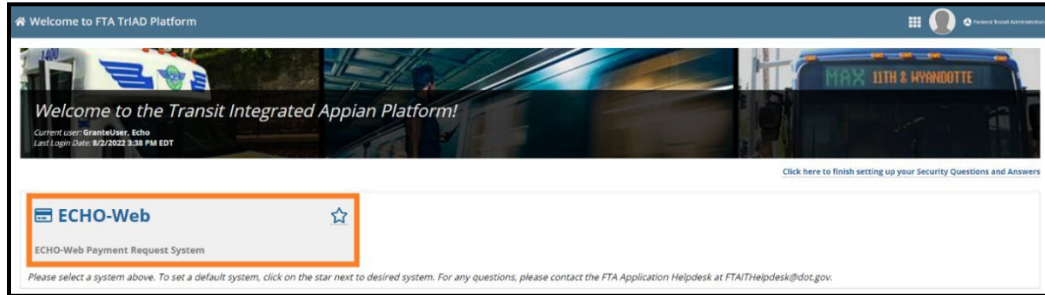 Welcome to FTA TrIAD Platform
Federal Transit Administration
1400
MAX 11TH & WYANDOTTE
Welcome to the Transit Integrated Appian Platform!
Current user: GranteUser, Echo
Last Login Date: 8/2/2022 3:38 PM EDT
Click here to finish setting up your Security Questions and Answers
ECHO-Web
ECHO-Web Payment Request System
Please select a system above. To set a default system, click on the star next to desired system. For any questions, please contact the FTA Application Helpdesk at FTAITHelpdesk@dot.gov.